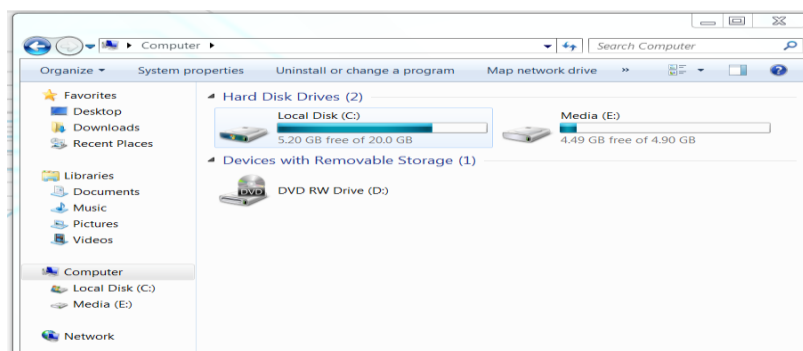 Computer
Search Computer
Organize System properties Uninstall or change a program Map network drive »
Favorites
Desktop
Downloads
Recent Places
Libraries
Documents
Music
Pictures
Videos
Computer
Local Disk (C:)
Media (E:)
Network
Hard Disk Drives (2)
Local Disk (C:)
5.20 GB free of 20.0 GB
Media (E:)
4.49 GB free of 4.90 GB
Devices with Removable Storage (1)
DVD
DVD RW Drive (D:)